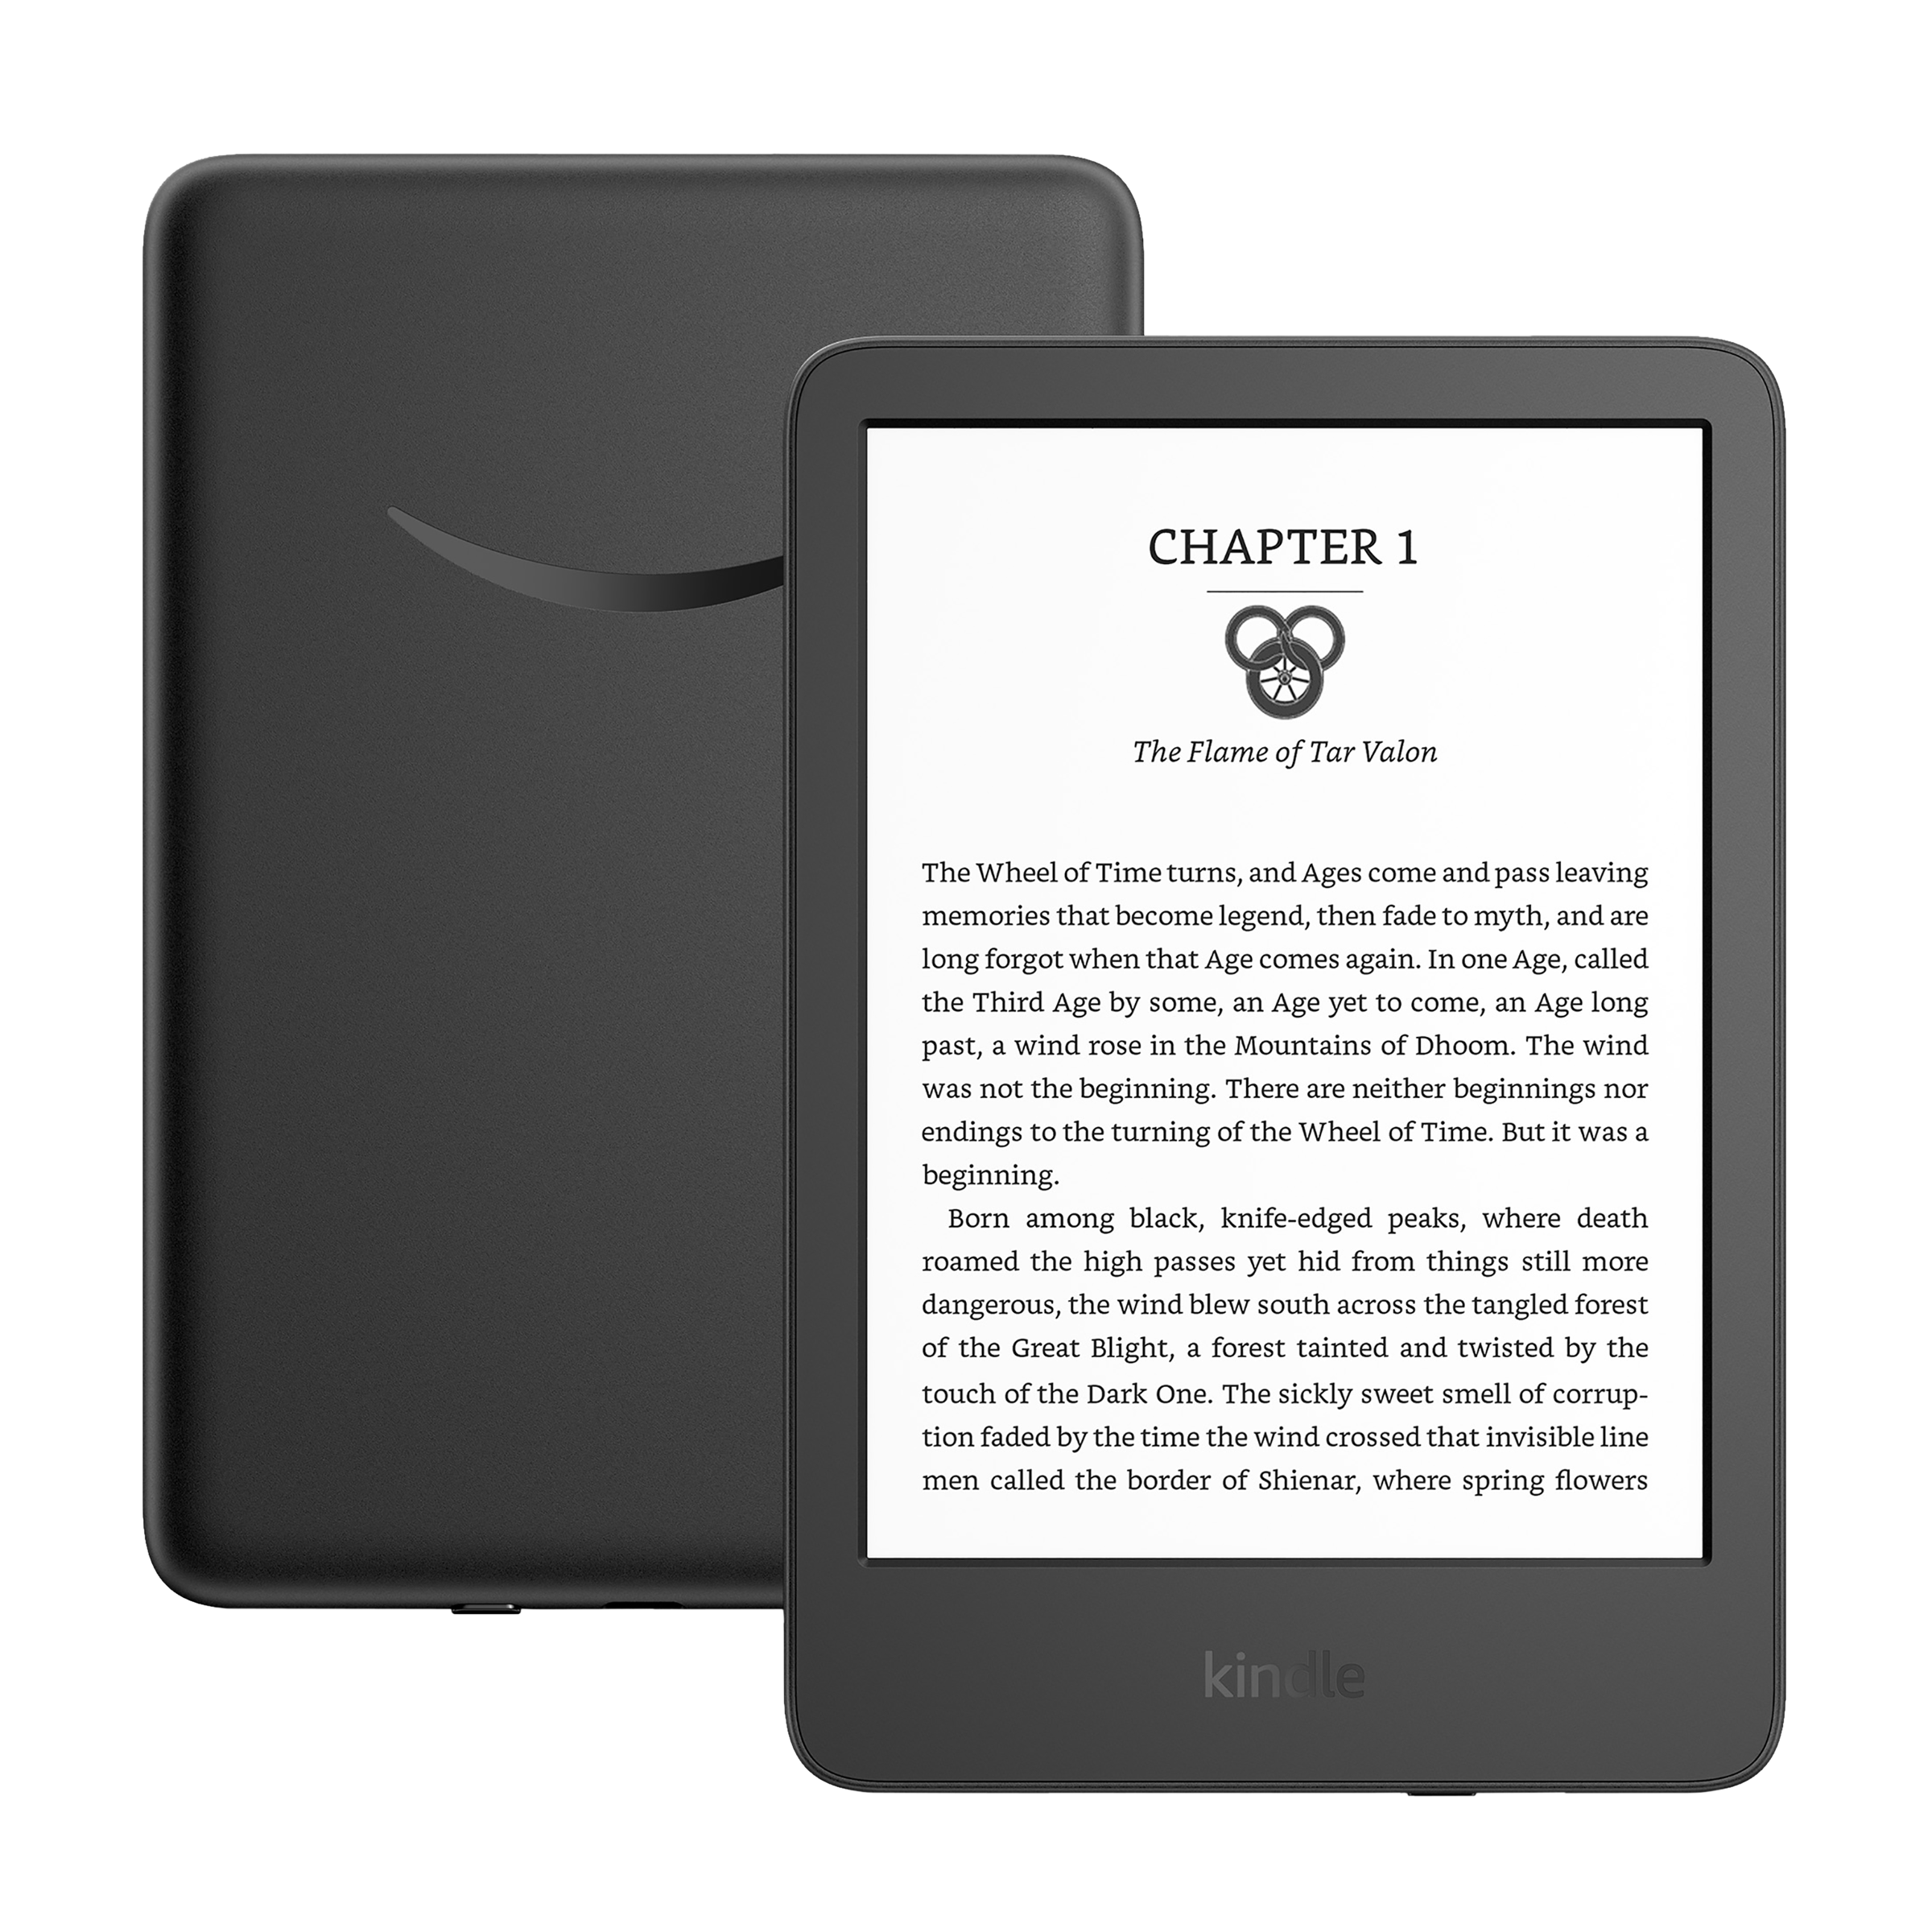 CHAPTER 1
The Flame of Tar Valon
The Wheel of Time turns, and Ages come and pass leaving
memories that become legend, then fade to myth, and are
long forgot when that Age comes again. In one Age, called
the Third Age by some, an Age yet to come, an Age long
past, a wind rose in the Mountains of Dhoom. The wind
was not the beginning. There are neither beginnings nor
endings to the turning of the Wheel of Time. But it was a
beginning.
Born among black, knife-edged peaks, where death
roamed the high passes yet hid from things still more
dangerous, the wind blew south across the tangled forest
of the Great Blight, a forest tainted and twisted by the
touch of the Dark One. The sickly sweet smell of corrup-
tion faded by the time the wind crossed that invisible line
men called the border of Shienar, where spring flowers
kindle